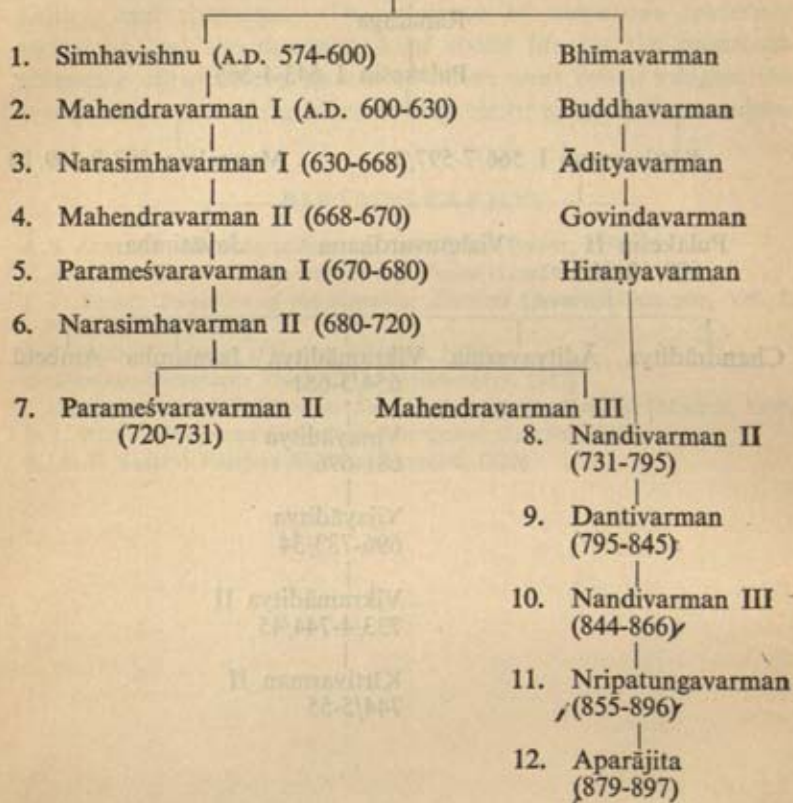 1. Simhavishnu (A.D. 574-600) Bhīmavarman
2. Mahendravarman I (A.D. 600-630) Buddhavarman
3. Narasimhavarman I (630-668) Ādityavarman
4. Mahendravarman II (668-670) Govindavarman
5. Parameśvaravarman I (670-680) Hiraṇyavarman
6. Narasimhavarman II (680-720)
7. Parameśvaravarman II Mahendravarman III
(720-731) 8. Nandivarman II
(731-795)
9. Dantivarman
(795-845)
10. Nandivarman III
(844-866)
11. Nripatungavarman
(855-896)
12. Aparājita
(879-897)